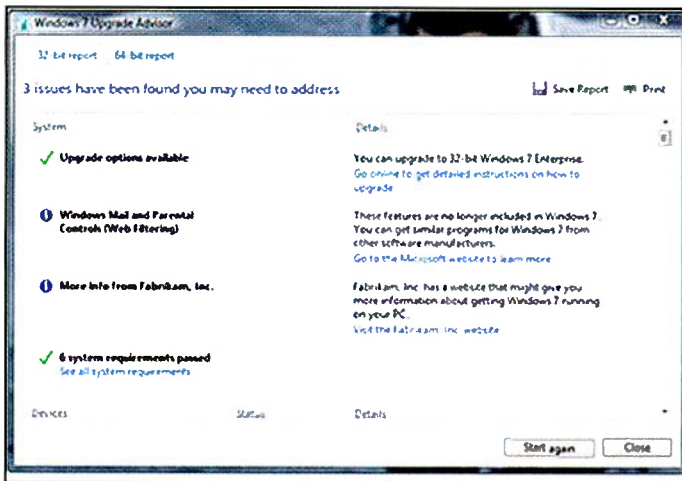 Windows 7 Upgrade Advisor
32-bit report 64-bit report
3 issues have been found you may need to address
Save Report Print
System Details
Upgrade options available
You can upgrade to 32-bit Windows 7 Enterprise.
Go online to get detailed instructions on how to
upgrade
Windows Mail and Parental
Controls (Web Filtering)
These features are no longer included in Windows 7.
You can get similar programs for Windows 7 from
other software manufacturers.
Go to the Microsoft website to learn more
More Info from Fabrikam, Inc.
Fabrikam, Inc. has a website that might give you
more information about getting Windows 7 running
on your PC.
Visit the Fabrikam, Inc. website
6 system requirements passed
See all system requirements
Devices Status Details
Start again Close